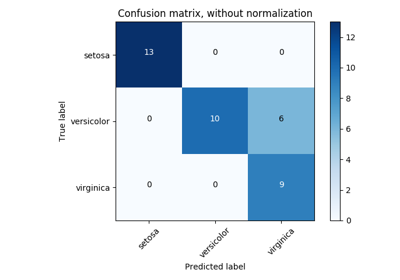 Confusion matrix, without normalization
setosa
versicolor
virginica
True label
13 0 0
0 10 6
0 0 9
setosa
versicolor
virginica
Predicted label
12
10
8
6
4
2
0